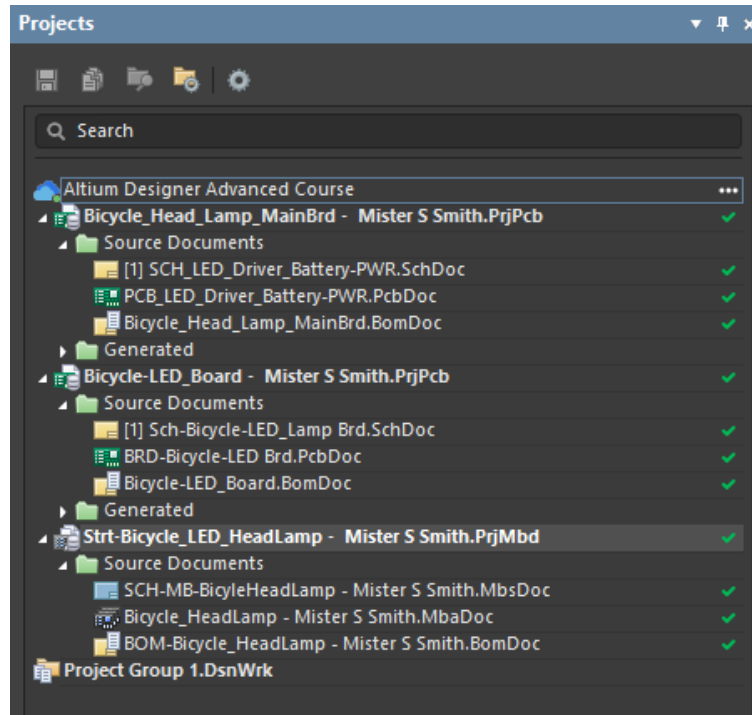 Projects
Search
Altium Designer Advanced Course
Bicycle_Head_Lamp_MainBrd - Mister S Smith.PrjPcb
Source Documents
[1] SCH_LED_Driver_Battery-PWR.SchDoc
PCB_LED_Driver_Battery-PWR.PcbDoc
Bicycle_Head_Lamp_MainBrd.BomDoc
Generated
Bicycle-LED_Board - Mister S Smith.PrjPcb
Source Documents
[1] Sch-Bicycle-LED_Lamp Brd.SchDoc
BRD-Bicycle-LED Brd.PcbDoc
Bicycle-LED_Board.BomDoc
Generated
Strt-Bicycle_LED_HeadLamp - Mister S Smith.PrjMbd
Source Documents
SCH-MB-BicyleHeadLamp - Mister S Smith.MbsDoc
Bicycle_HeadLamp - Mister S Smith.MbaDoc
BOM-Bicycle_HeadLamp - Mister S Smith.BomDoc
Project Group 1.DsnWrk